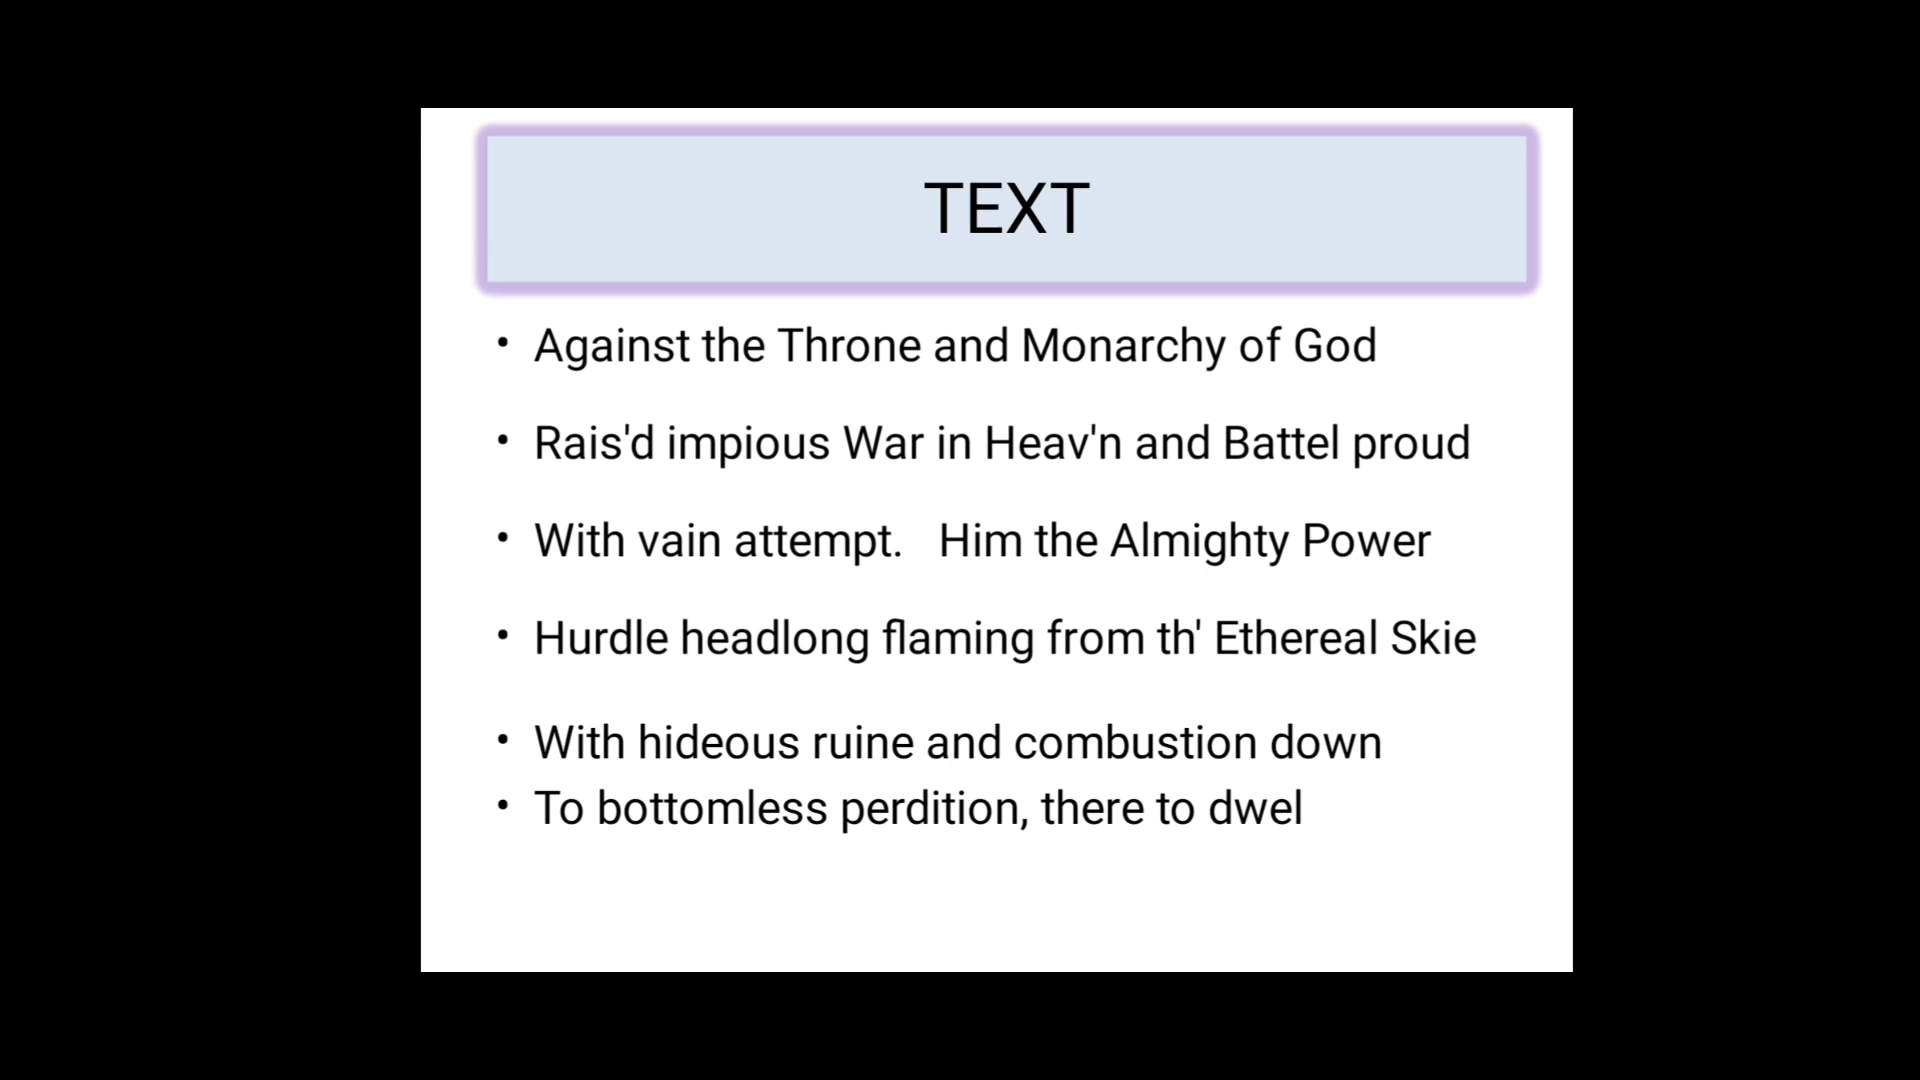 TEXT
• Against the Throne and Monarchy of God
• Rais'd impious War in Heav'n and Battel proud
• With vain attempt.   Him the Almighty Power
• Hurdle headlong flaming from th' Ethereal Skie
• With hideous ruine and combustion down
• To bottomless perdition, there to dwel